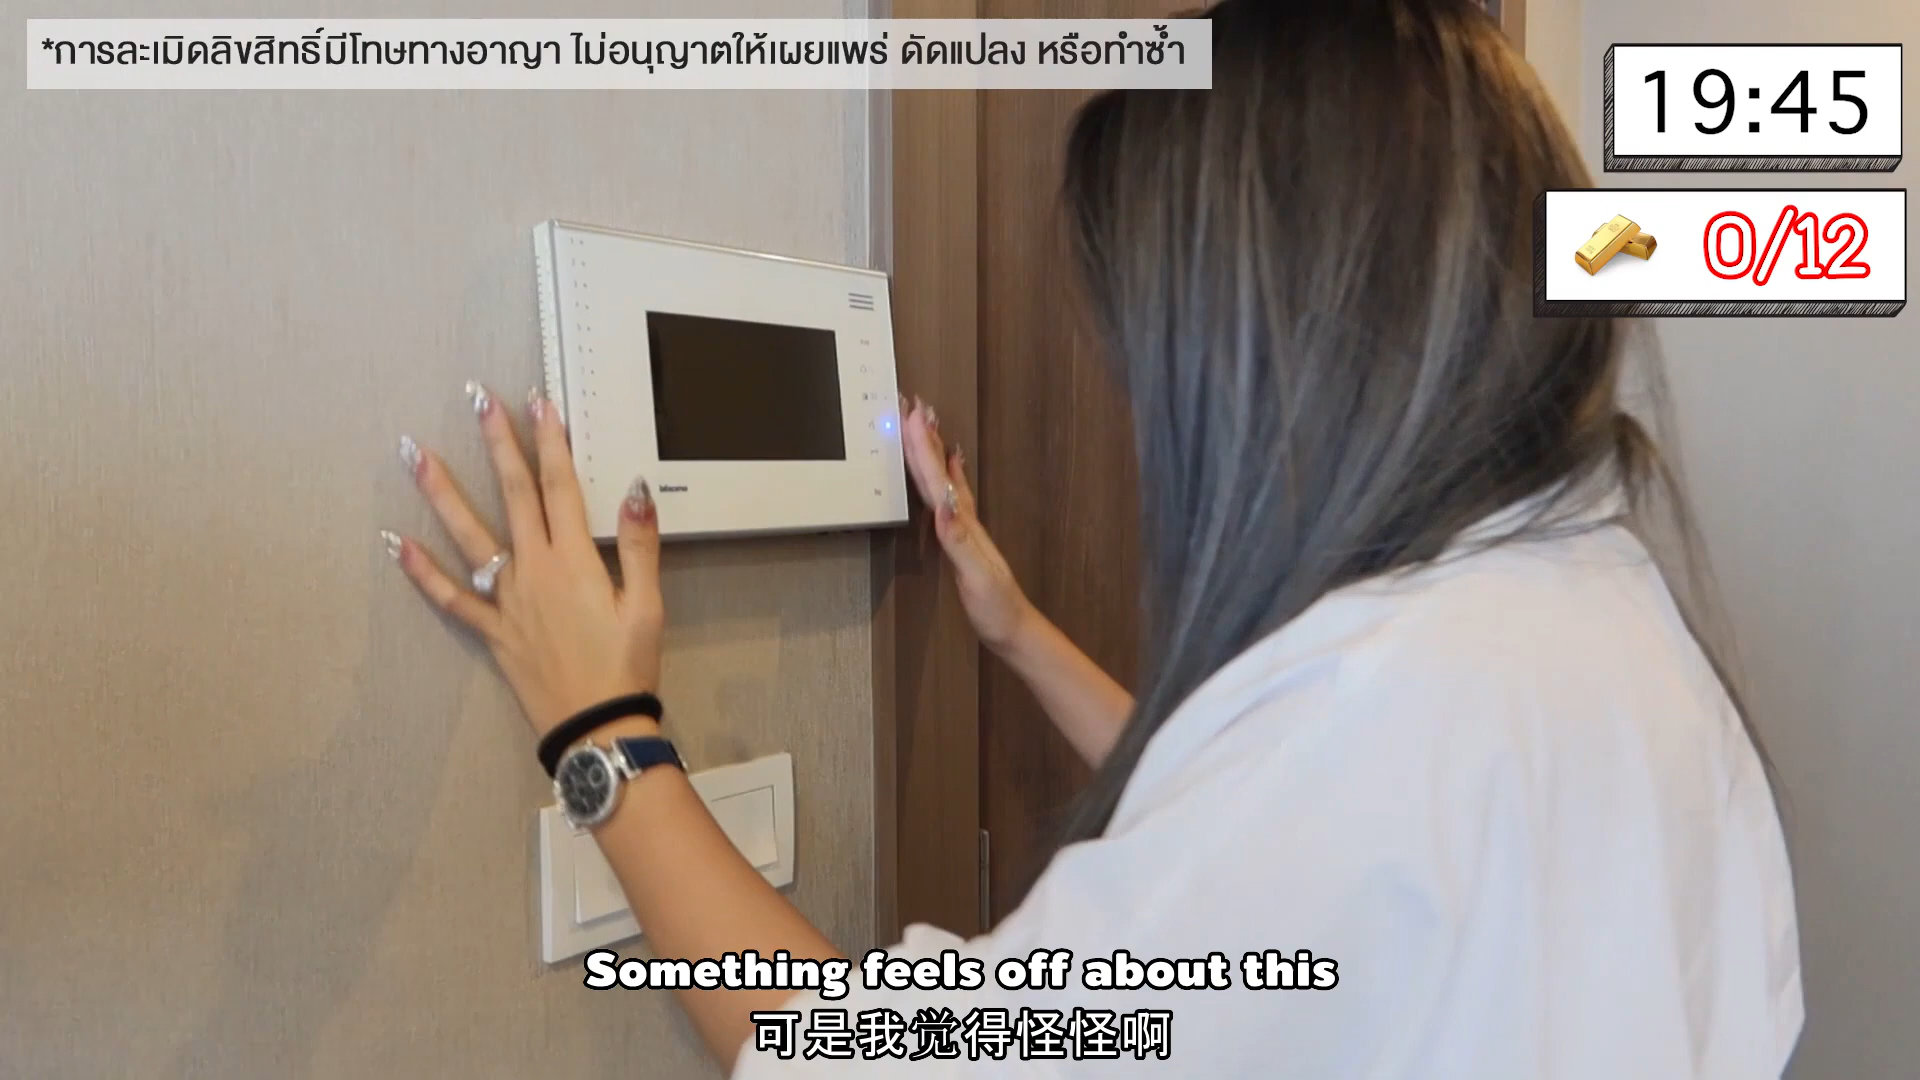 *การละเมิดลิขสิทธิ์มีโทษทางอาญา ไม่อนุญาตให้เผยแพร่ ดัดแปลง หรือทำซ้ำ
19:45
0/12
bticino
Something feels off about this
可是我觉得怪怪啊